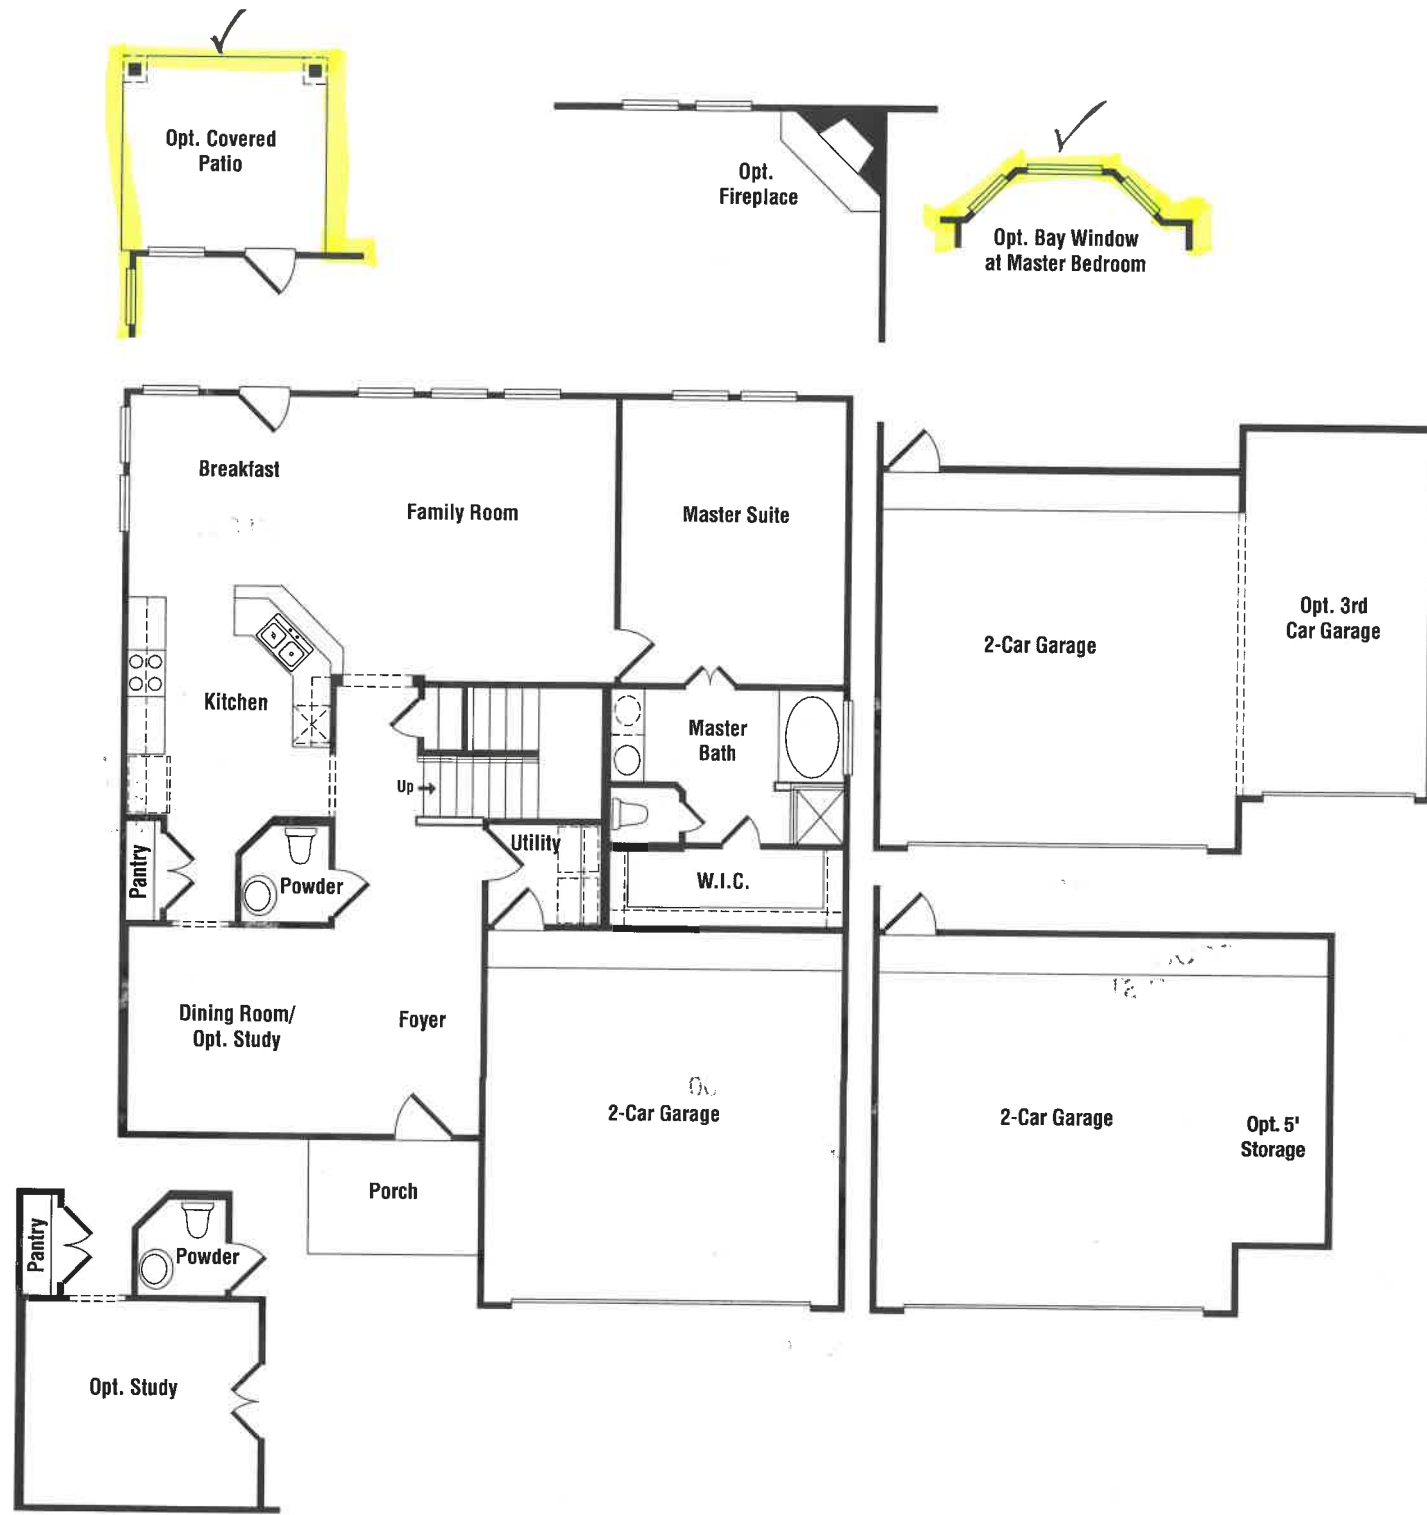 Opt. Covered
Patio
Opt.
Fireplace
Opt. Bay Window
at Master Bedroom
Breakfast
Family Room
Master Suite
Opt. 3rd
Car Garage
2-Car Garage
Kitchen
Master
Bath
Up
Utility
Pantry
Powder
W.I.C.
Dining Room/
Opt. Study
Foyer
2-Car Garage
2-Car Garage
Opt. 5'
Storage
Porch
Pantry
Powder
Opt. Study